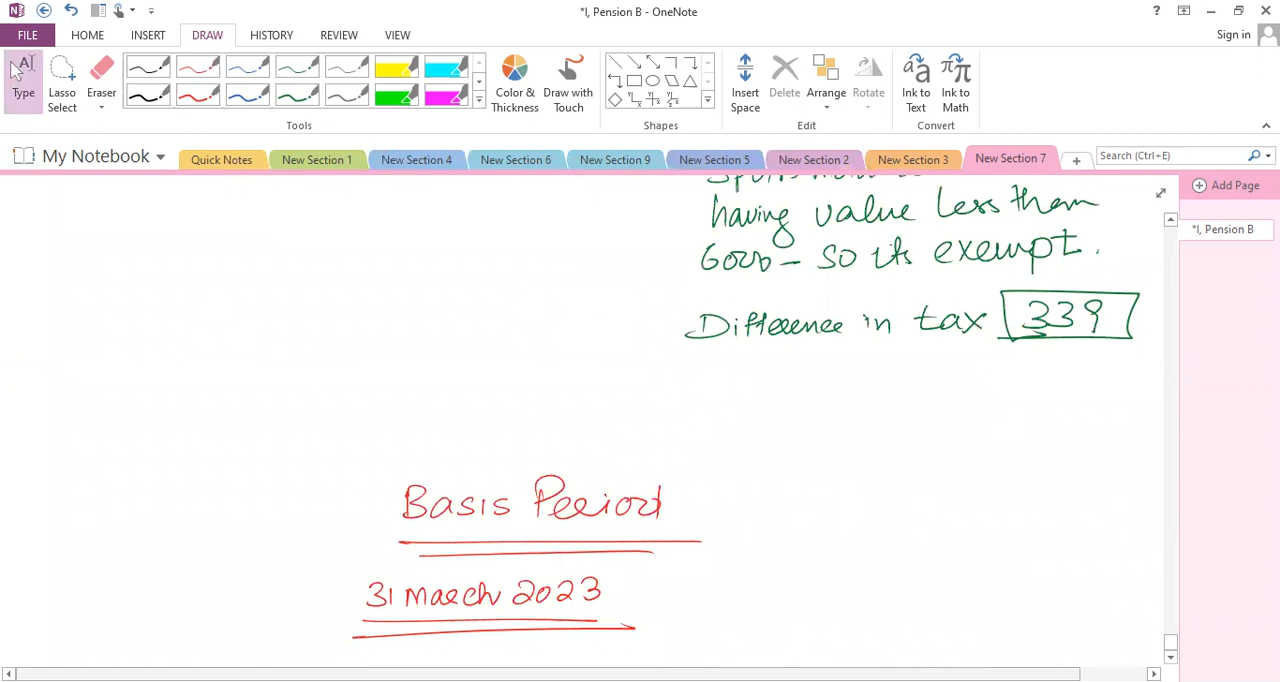 *I, Pension B - OneNote
FILE HOME INSERT DRAW HISTORY REVIEW VIEW Sign in
Type Lasso Select Eraser Color & Thickness Draw with Touch Insert Space Delete Arrange Rotate Ink to Text Ink to Math
Tools Shapes Edit Convert
My Notebook Quick Notes New Section 1 New Section 4 New Section 6 New Section 9 New Section 5 New Section 2 New Section 3 New Section 7 Search (Ctrl+E)
Add Page
*I, Pension B
having value less than
6000 - so its exempt.
Difference in tax 339
Basis Period
31 March 2023